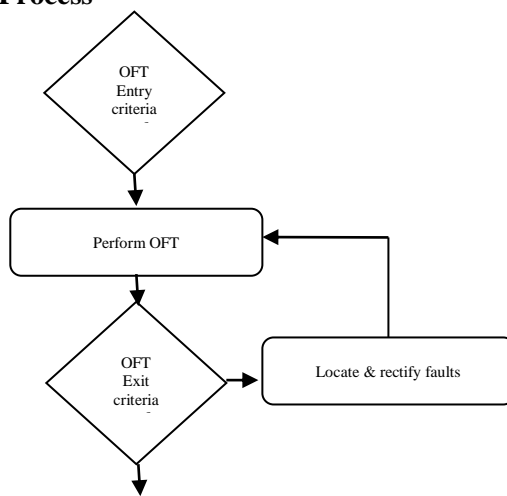 Process
OFT
Entry
criteria
Perform OFT
OFT
Exit
criteria
Locate & rectify faults